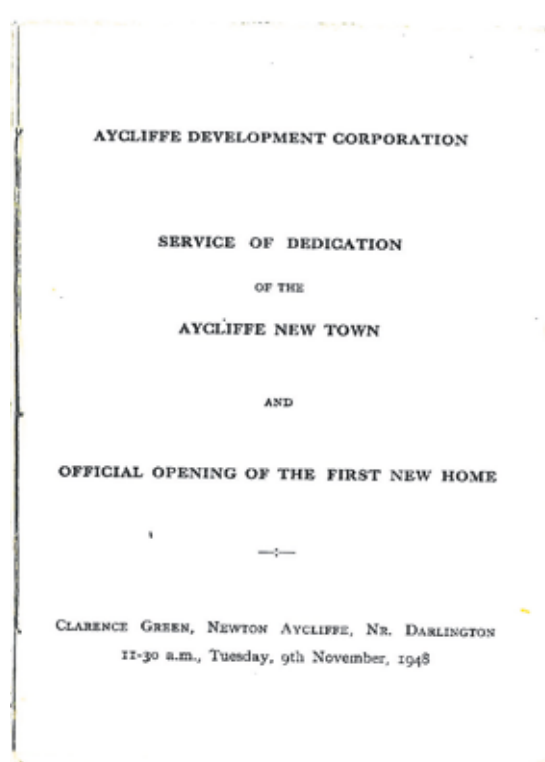 AYCLIFFE DEVELOPMENT CORPORATION
SERVICE OF DEDICATION
OF THE
AYCLIFFE NEW TOWN
AND
OFFICIAL OPENING OF THE FIRST NEW HOME
CLARENCE GREEN, NEWTON AYCLIFFE, NR. DARLINGTON
11-30 a.m., Tuesday, 9th November, 1948